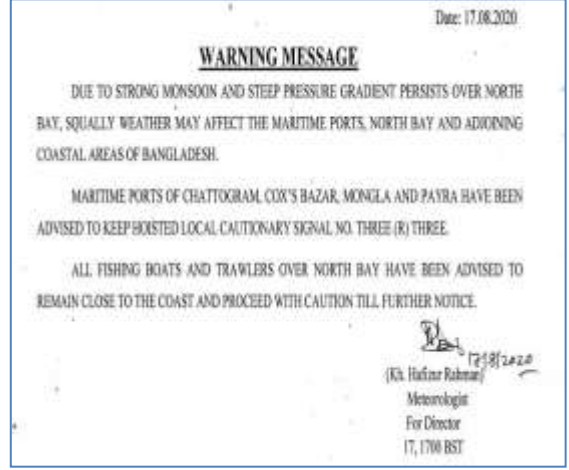 Date: 17.08.2020
WARNING MESSAGE
DUE TO STRONG MONSOON AND STEEP PRESSURE GRADIENT PERSISTS OVER NORTH
BAY, SQUALLY WEATHER MAY AFFECT THE MARITIME PORTS, NORTH BAY AND ADJOINING
COASTAL AREAS OF BANGLADESH.
MARITIME PORTS OF CHATTOGRAM, COX'S BAZAR, MONGLA AND PAYRA HAVE BEEN
ADVISED TO KEEP HOISTED LOCAL CAUTIONARY SIGNAL NO. THREE (R) THREE.
ALL FISHING BOATS AND TRAWLERS OVER NORTH BAY HAVE BEEN ADVISED TO
REMAIN CLOSE TO THE COAST AND PROCEED WITH CAUTION TILL FURTHER NOTICE.
17/8/2020
(Kh. Hafizur Rahman)
Meteorologist
For Director
17, 1700 BST